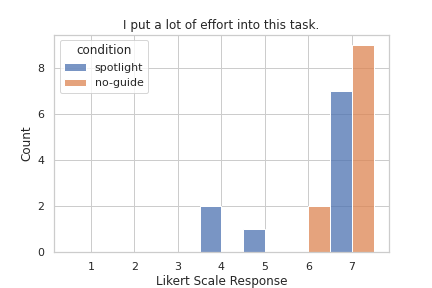 I put a lot of effort into this task.
condition
spotlight
no-guide
Count
8
6
4
2
0
1 2 3 4 5 6 7
Likert Scale Response